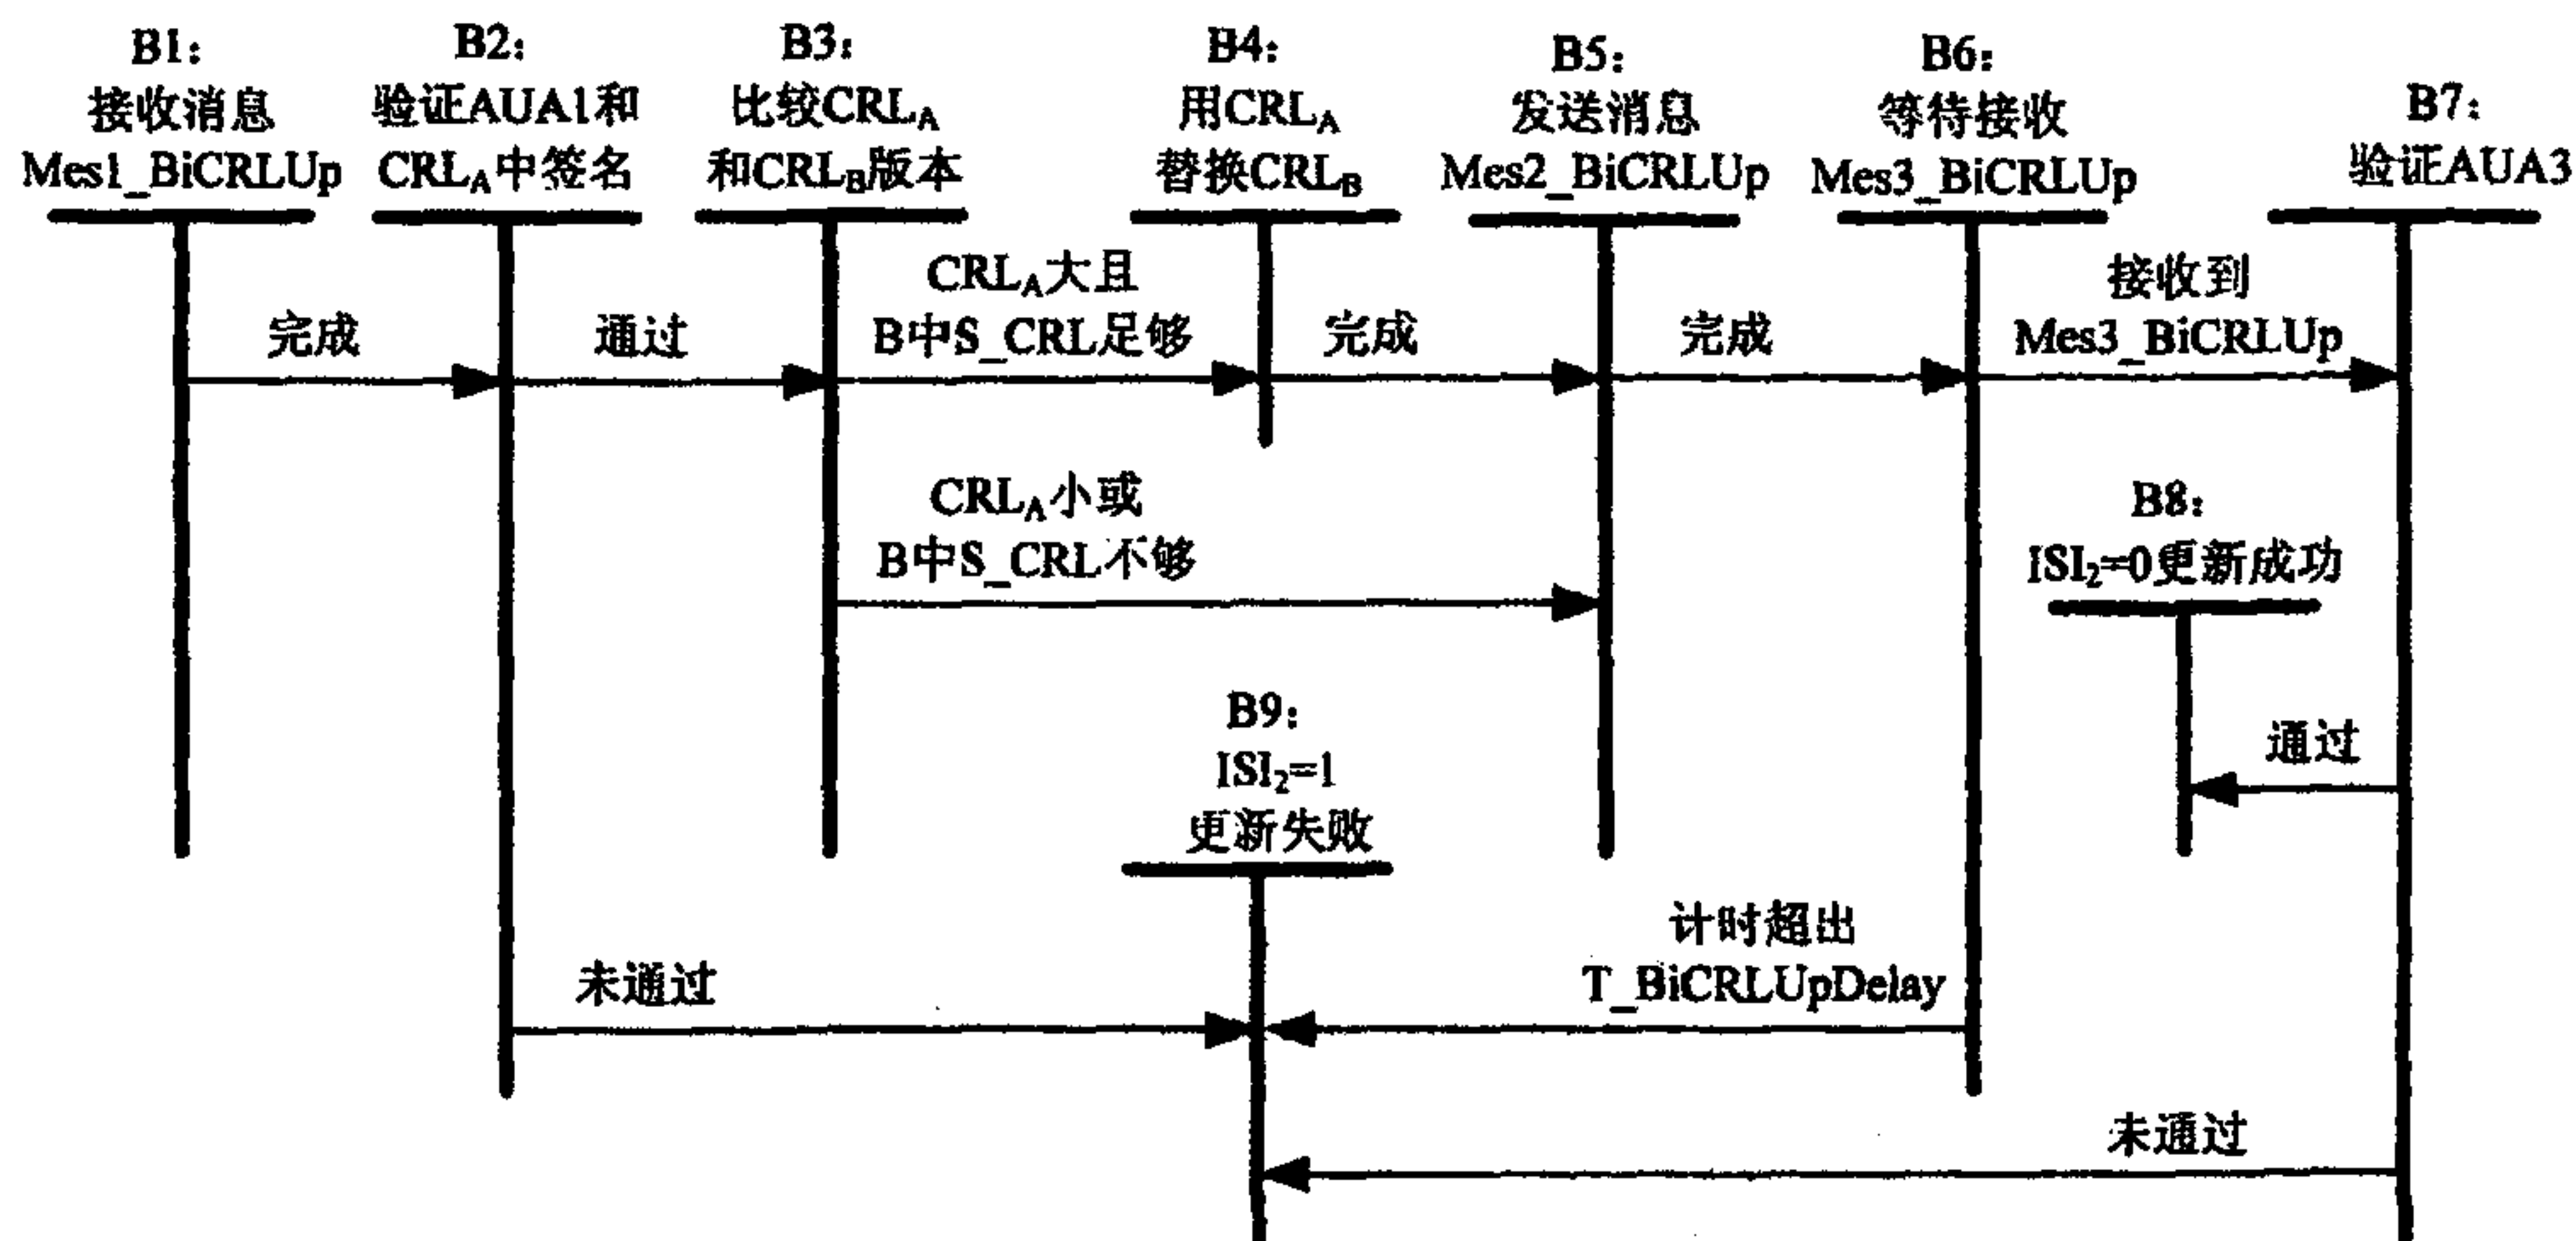 B1:
接收消息
Mes1_BiCRLUp
B2:
验证AUA1和
CRLA中签名
B3:
比较CRLA
和CRLB版本
B4:
用CRLA
替换CRLB
B5:
发送消息
Mes2_BiCRLUp
B6:
等待接收
Mes3_BiCRLUp
B7:
验证AUA3
完成
通过
CRLA大且
B中S_CRL足够
完成
完成
接收到
Mes3_BiCRLUp
CRLA小或
B中S_CRL不够
B8:
ISI2=0更新成功
通过
B9:
ISI2=1
更新失败
未通过
计时超出
T_BiCRLUpDelay
未通过